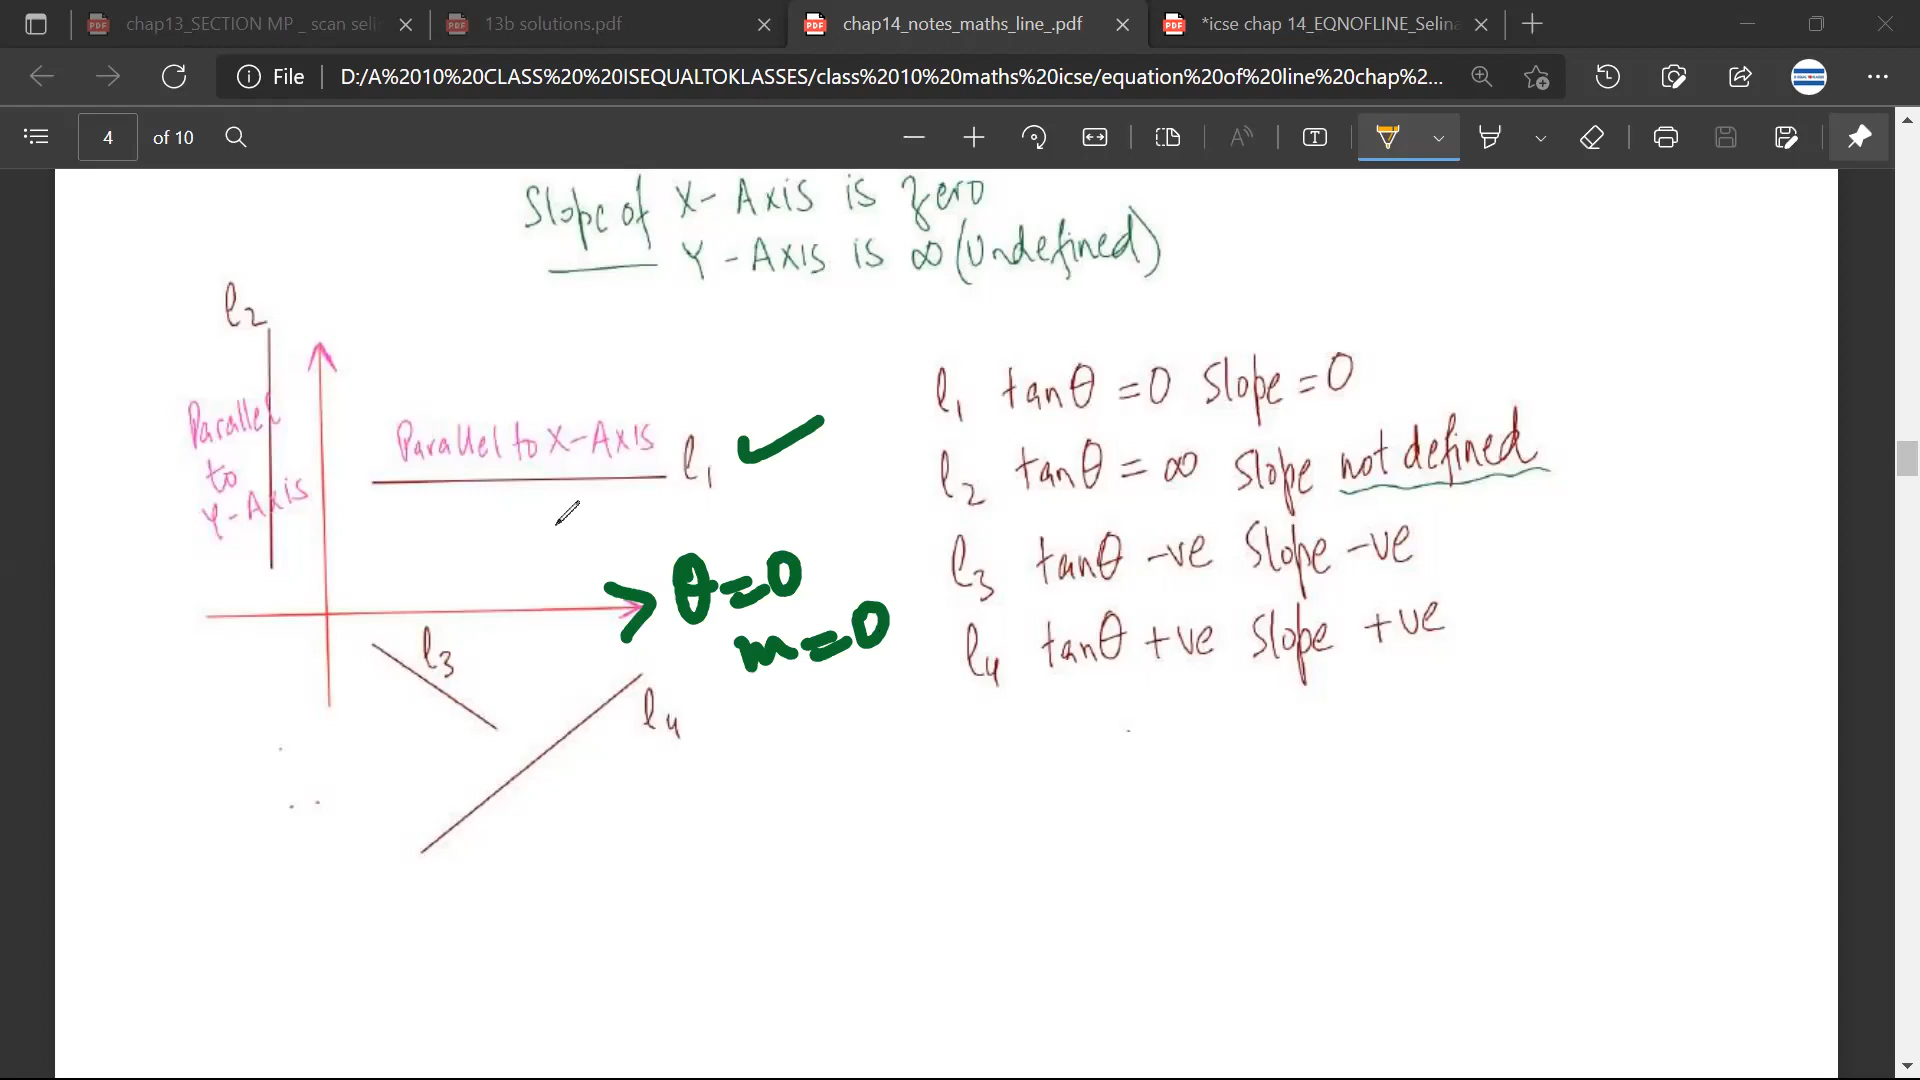 chap13_SECTION MP _ scan seli
13b solutions.pdf
chap14_notes_maths_line_.pdf
*icse chap 14_EQNOFLINE_Selina
File
D:/A%2010%20CLASS%20%20ISEQUALTOKLASSES/class%2010%20maths%20icse/equation%20of%20line%20chap%2...
4 of 10
Slope of X-Axis is zero
Y-Axis is ∞ (Undefined)
l2
Parallel
to
Y-Axis
Parallel to X-Axis l1
θ=0
m=0
l3
l4
l1 tanθ = 0 Slope = 0
l2 tanθ = ∞ Slope not defined
l3 tanθ -ve Slope -ve
l4 tanθ +ve Slope +ve